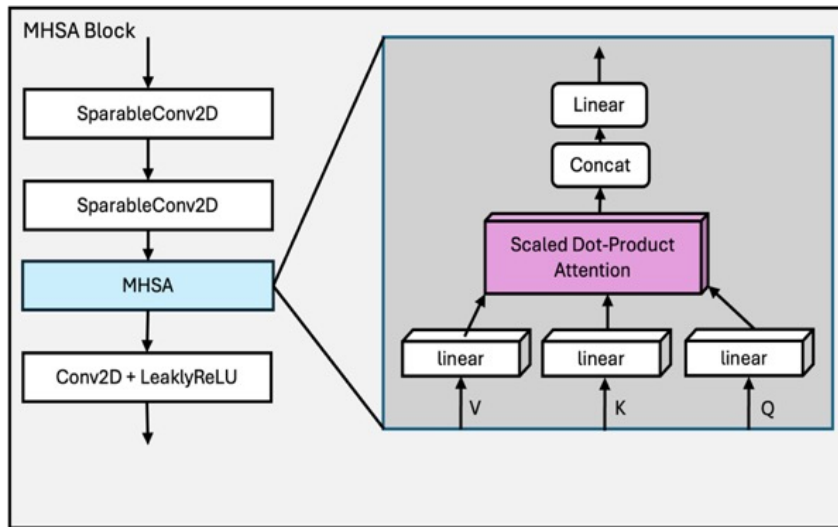 MHSA Block
SparableConv2D
SparableConv2D
MHSA
Conv2D + LeaklyReLU
Linear
Concat
Scaled Dot-Product
Attention
linear
linear
linear
V
K
Q